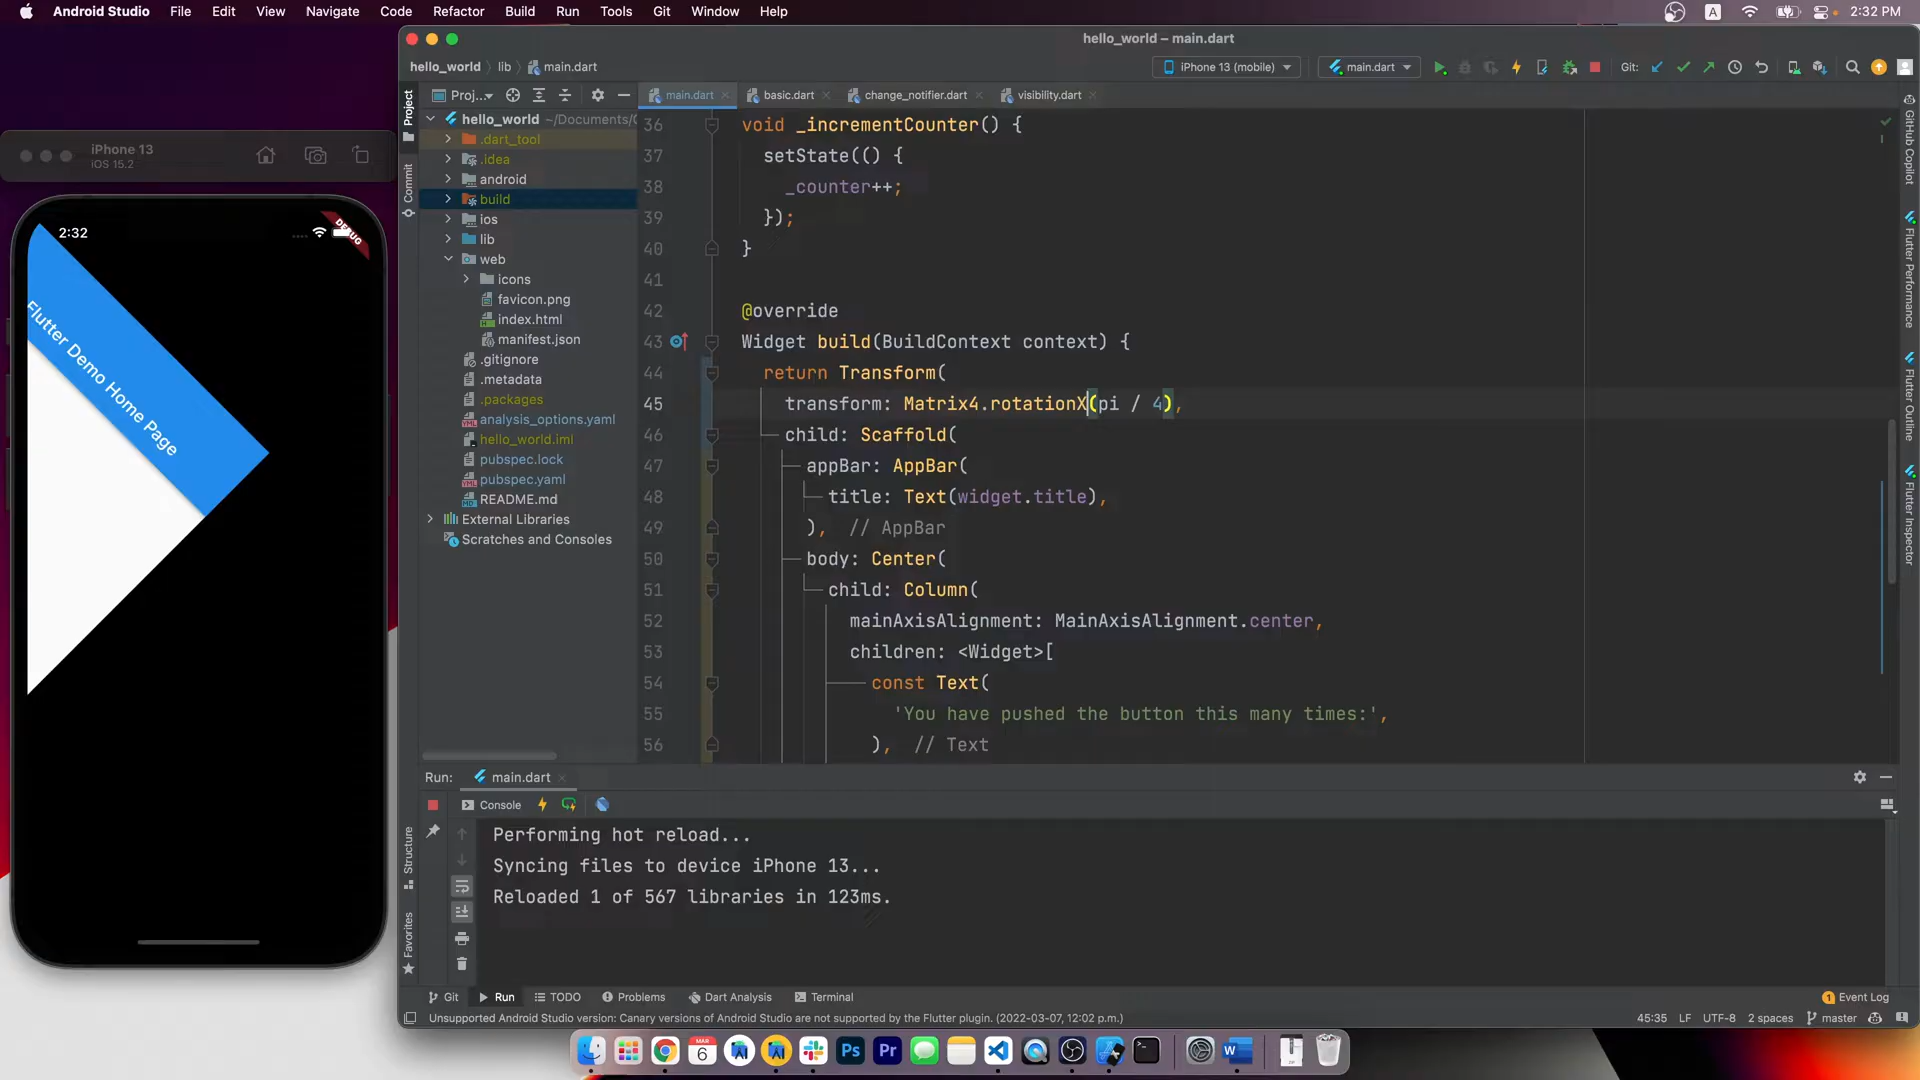 Android Studio File Edit View Navigate Code Refactor Build Run Tools Git Window Help
A 2:32 PM
hello_world – main.dart
hello_world lib main.dart
iPhone 13 (mobile) main.dart Git:
Proj... main.dart basic.dart change_notifier.dart visibility.dart
iPhone 13
iOS 15.2
2:32
DEBUG
Flutter Demo Home Page
Project
Commit
Structure
Favorites
hello_world ~/Documents/
.dart_tool
.idea
android
build
ios
lib
web
icons
favicon.png
index.html
manifest.json
.gitignore
.metadata
.packages
analysis_options.yaml
hello_world.iml
pubspec.lock
pubspec.yaml
README.md
External Libraries
Scratches and Consoles
36 void _incrementCounter() {
37 setState(() {
38 _counter++;
39 });
40 }
41
42 @override
43 Widget build(BuildContext context) {
44 return Transform(
45 transform: Matrix4.rotationX(pi / 4),
46 child: Scaffold(
47 appBar: AppBar(
48 title: Text(widget.title),
49 ), // AppBar
50 body: Center(
51 child: Column(
52 mainAxisAlignment: MainAxisAlignment.center,
53 children: <Widget>[
54 const Text(
55 'You have pushed the button this many times:',
56 ), // Text
GitHub Copilot
Flutter Performance
Flutter Outline
Flutter Inspector
Run: main.dart
Console
Performing hot reload...
Syncing files to device iPhone 13...
Reloaded 1 of 567 libraries in 123ms.
Git Run TODO Problems Dart Analysis Terminal 1 Event Log
Unsupported Android Studio version: Canary versions of Android Studio are not supported by the Flutter plugin. (2022-03-07, 12:02 p.m.) 45:35 LF UTF-8 2 spaces master
MAR
6
Ps
Pr
W